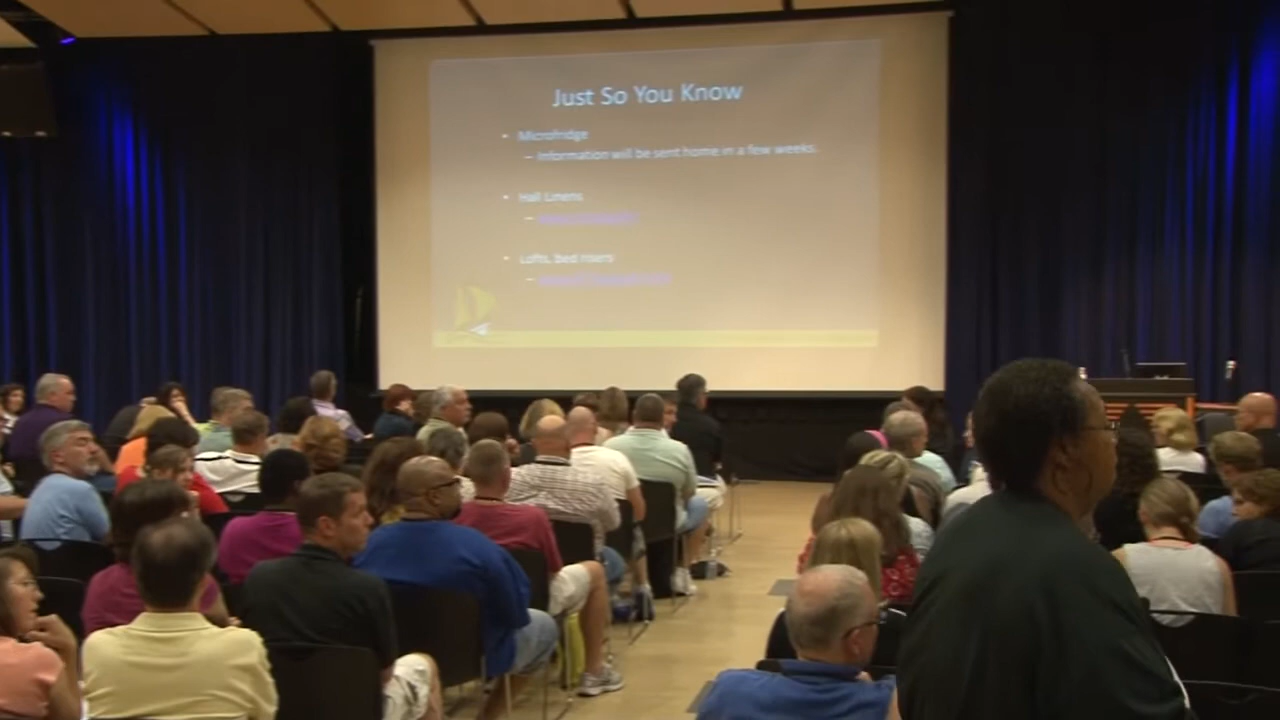 Just So You Know
• Microfridge
– Information will be sent home in a few weeks.
• Hall Linens
• Lofts, bed risers